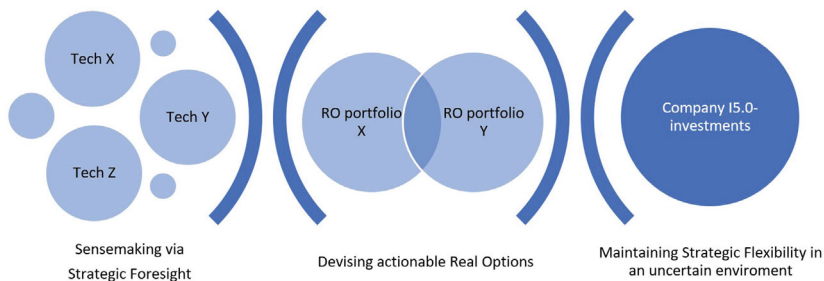 Tech X
Tech Y
Tech Z
Sensemaking via
Strategic Foresight
RO portfolio
X
RO portfolio
Y
Devising actionable Real Options
Company I5.0-
investments
Maintaining Strategic Flexibility in
an uncertain enviroment